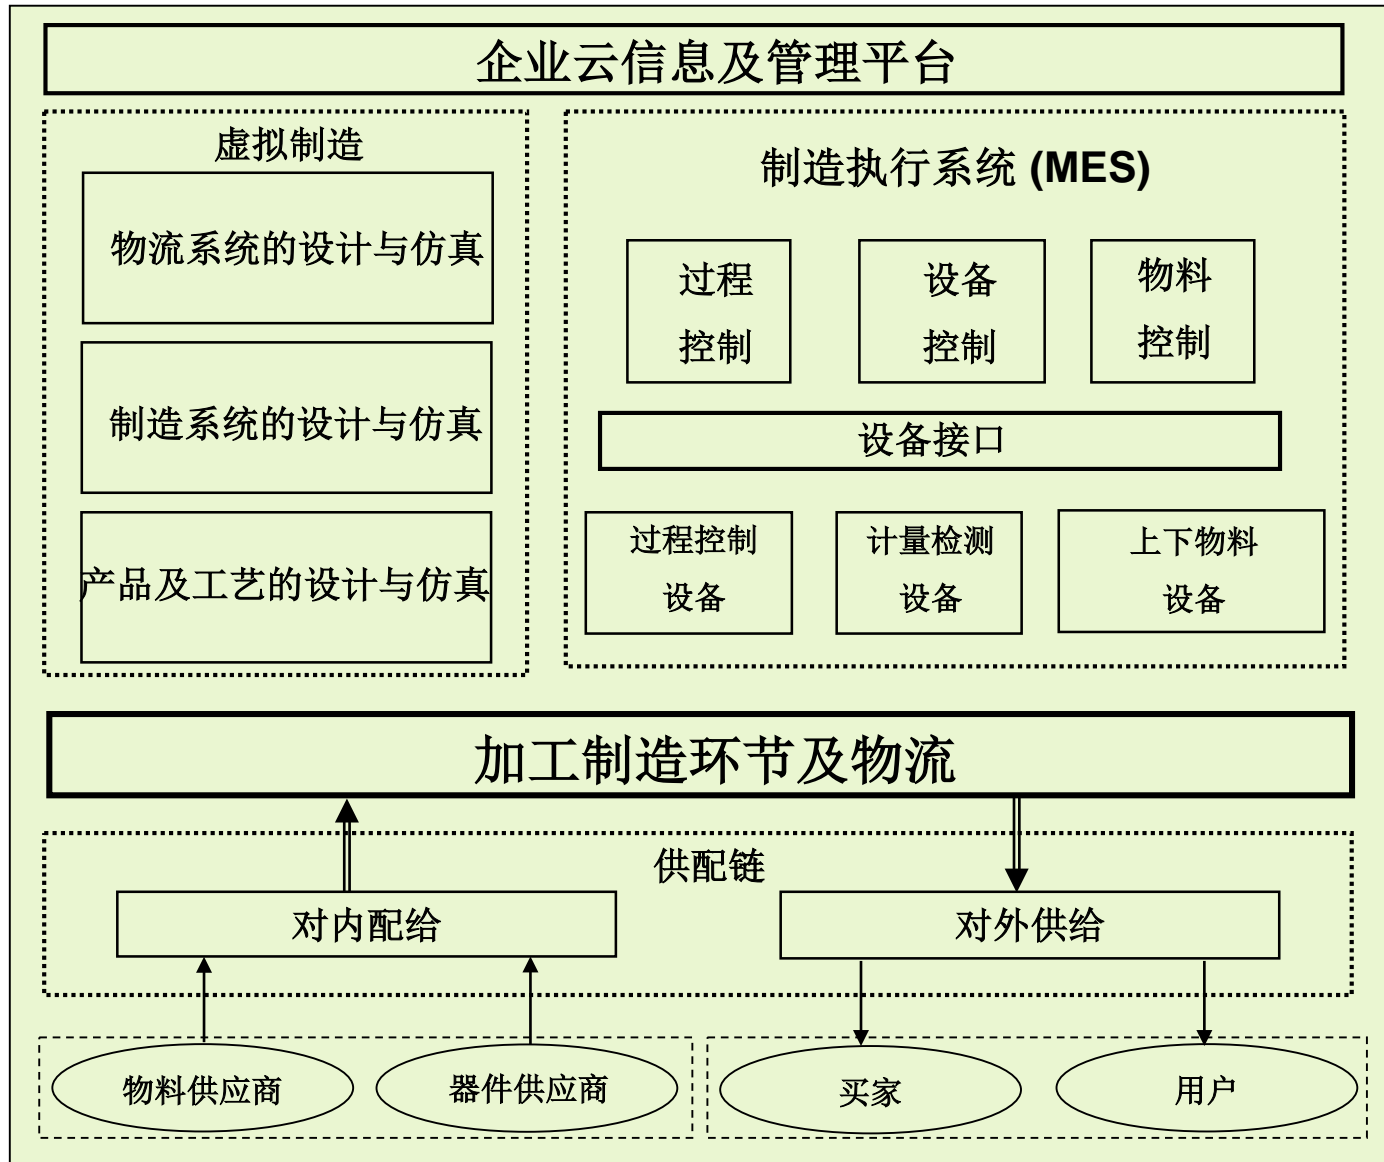 企业云信息及管理平台
虚拟制造
物流系统的设计与仿真
制造系统的设计与仿真
产品及工艺的设计与仿真
制造执行系统 (MES)
过程
控制
设备
控制
物料
控制
设备接口
过程控制
设备
计量检测
设备
上下物料
设备
加工制造环节及物流
供配链
对内配给
对外供给
物料供应商
器件供应商
买家
用户